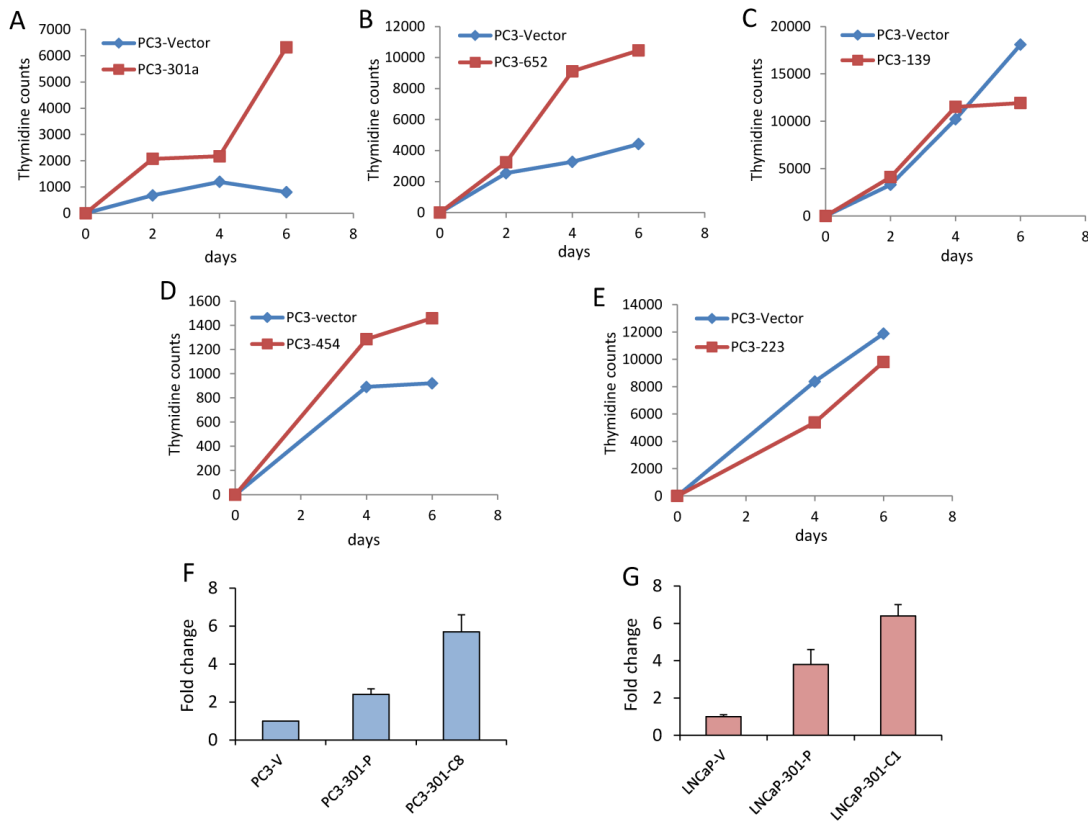 A
7000
6000
5000
4000
3000
2000
1000
0
Thymidine counts
PC3-Vector
PC3-301a
0 2 4 6 8
days
B
12000
10000
8000
6000
4000
2000
0
Thymidine counts
PC3-Vector
PC3-652
0 2 4 6 8
days
C
20000
15000
10000
5000
0
Thymidine counts
PC3-Vector
PC3-139
0 2 4 6 8
days
D
1600
1400
1200
1000
800
600
400
200
0
Thymidine counts
PC3-vector
PC3-454
0 2 4 6 8
days
E
14000
12000
10000
8000
6000
4000
2000
0
Thymidine counts
PC3-Vector
PC3-223
0 2 4 6 8
days
F
8
6
4
2
0
Fold change
PC3-V
PC3-301-P
PC3-301-C8
G
8
6
4
2
0
Fold change
LNCaP-V
LNCaP-301-P
LNCaP-301-C1